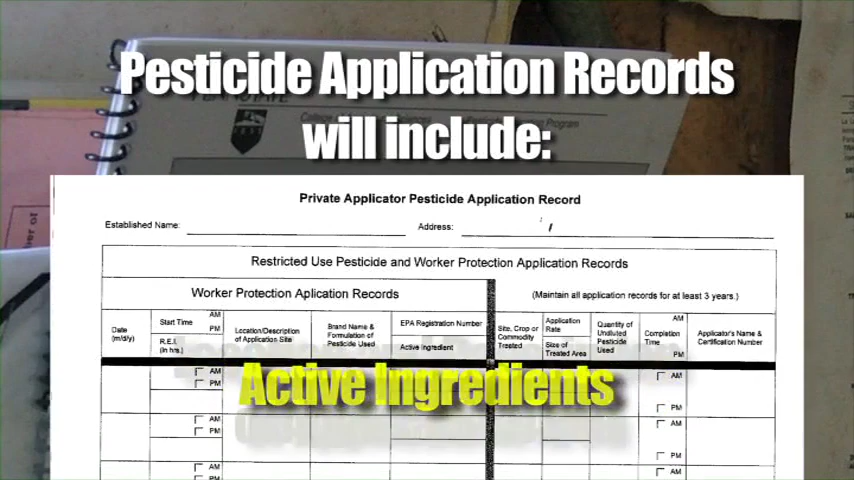 Pesticide Application Records
will include:
Private Applicator Pesticide Application Record
Established Name:
Address:
Restricted Use Pesticide and Worker Protection Application Records
Worker Protection Aplication Records
(Maintain all application records for at least 3 years.)
Date
(m/d/y)
Start Time
AM
PM
R.E.I.
(in hrs.)
Location/Description
of Application Site
Brand Name &
Formulation of
Pesticide Used
EPA Registration Number
Active Ingredient
Site, Crop or
Commodity
Treated
Application
Rate
Size of
Treated Area
Quantity of
Undiluted
Pesticide
Used
AM
Completion
Time
PM
Applicator's Name &
Certification Number
Active Ingredients
AM
PM
AM
PM
AM
PM
AM
PM
AM
PM
AM